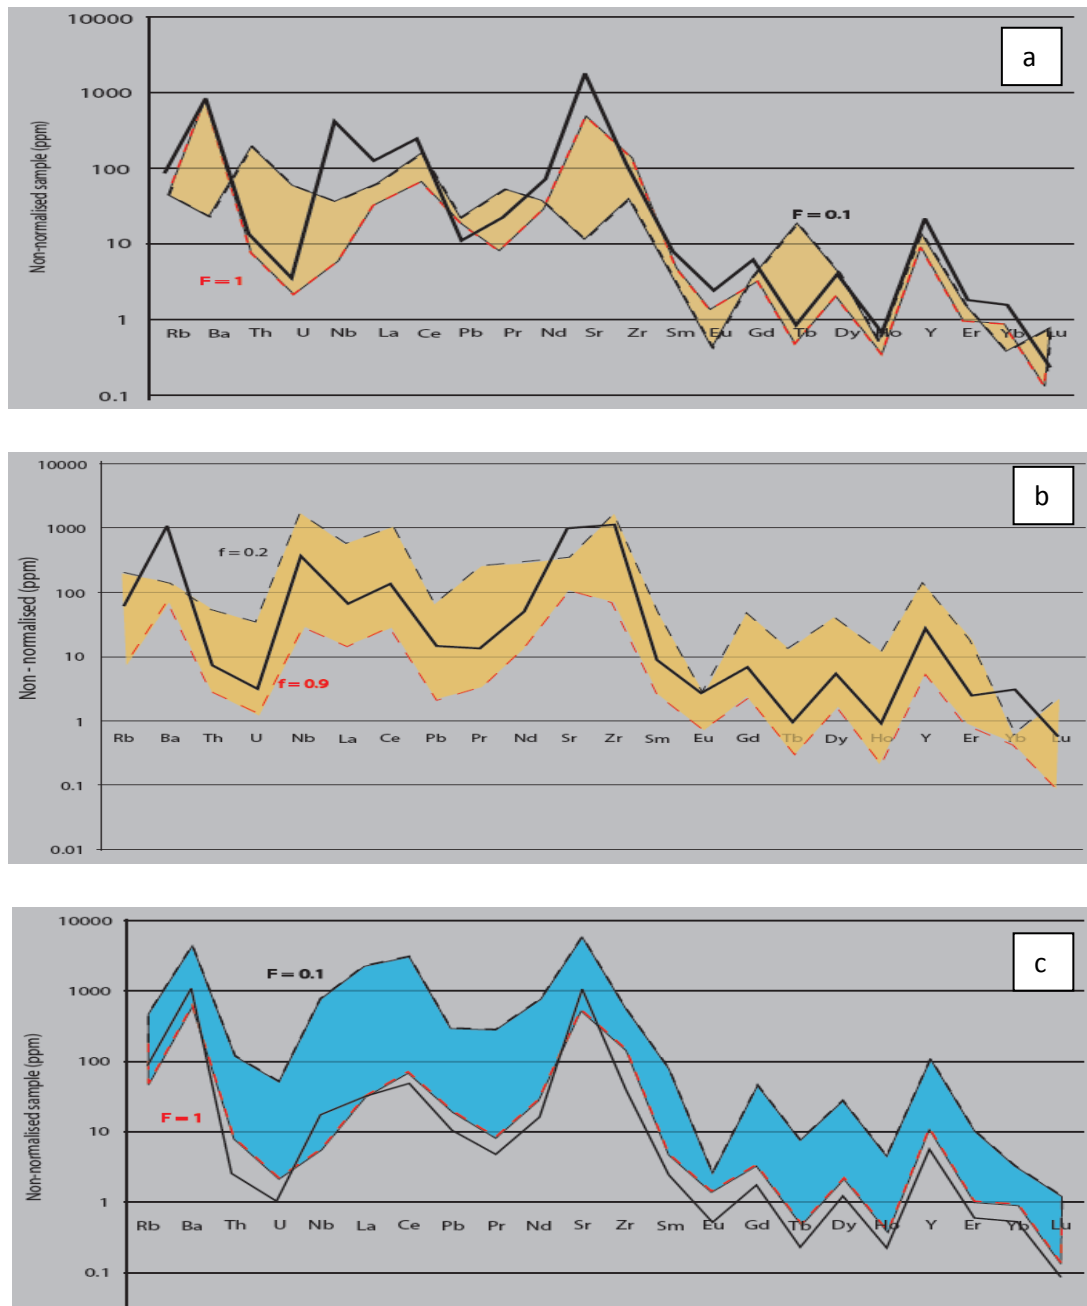 10000
a
1000
Non-normalised sample (ppm)
100
F = 0.1
10
F = 1
1
Rb Ba Th U Nb La Ce Pb Pr Nd Sr Zr Sm Eu Gd Tb Dy Ho Y Er Yb Lu
0.1
10000
b
1000
f = 0.2
Non - normalised (ppm)
100
10
f = 0.9
1
Rb Ba Th U Nb La Ce Pb Pr Nd Sr Zr Sm Eu Gd Tb Dy Ho Y Er Yb Lu
0.1
0.01
10000
c
F = 0.1
1000
Non-normalised sample (ppm)
100
F = 1
10
1
Rb Ba Th U Nb La Ce Pb Pr Nd Sr Zr Sm Eu Gd Tb Dy Ho Y Er Yb Lu
0.1